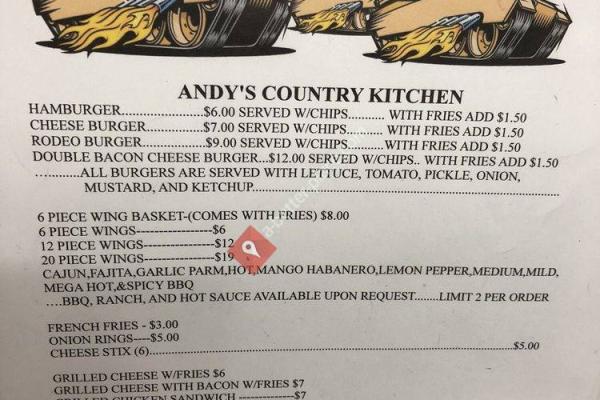 ANDY'S COUNTRY KITCHEN
HAMBURGER....................$6.00 SERVED W/CHIPS.......... WITH FRIES ADD $1.50
CHEESE BURGER..............$7.00 SERVED W/CHIPS.......... WITH FRIES ADD $1.50
RODEO BURGER................$9.00 SERVED W/CHIPS.......... WITH FRIES ADD $1.50
DOUBLE BACON CHEESE BURGER...$12.00 SERVED W/CHIPS.. WITH FRIES ADD $1.50
............ALL BURGERS ARE SERVED WITH LETTUCE, TOMATO, PICKLE, ONION,
MUSTARD, AND KETCHUP..............................................................................
6 PIECE WING BASKET-(COMES WITH FRIES) $8.00
6 PIECE WINGS------------------$6
12 PIECE WINGS-----------------$12
20 PIECE WINGS-----------------$19
CAJUN,FAJITA,GARLIC PARM,HOT,MANGO HABANERO,LEMON PEPPER,MEDIUM,MILD,
MEGA HOT,&SPICY BBQ
....BBQ, RANCH, AND HOT SAUCE AVAILABLE UPON REQUEST........LIMIT 2 PER ORDER
FRENCH FRIES - $3.00
ONION RINGS----$5.00
CHEESE STIX (6)..........................................................................................$5.00
GRILLED CHEESE W/FRIES $6
GRILLED CHEESE WITH BACON W/FRIES $7
GRILLED CHICKEN SANDWICH --------------$7